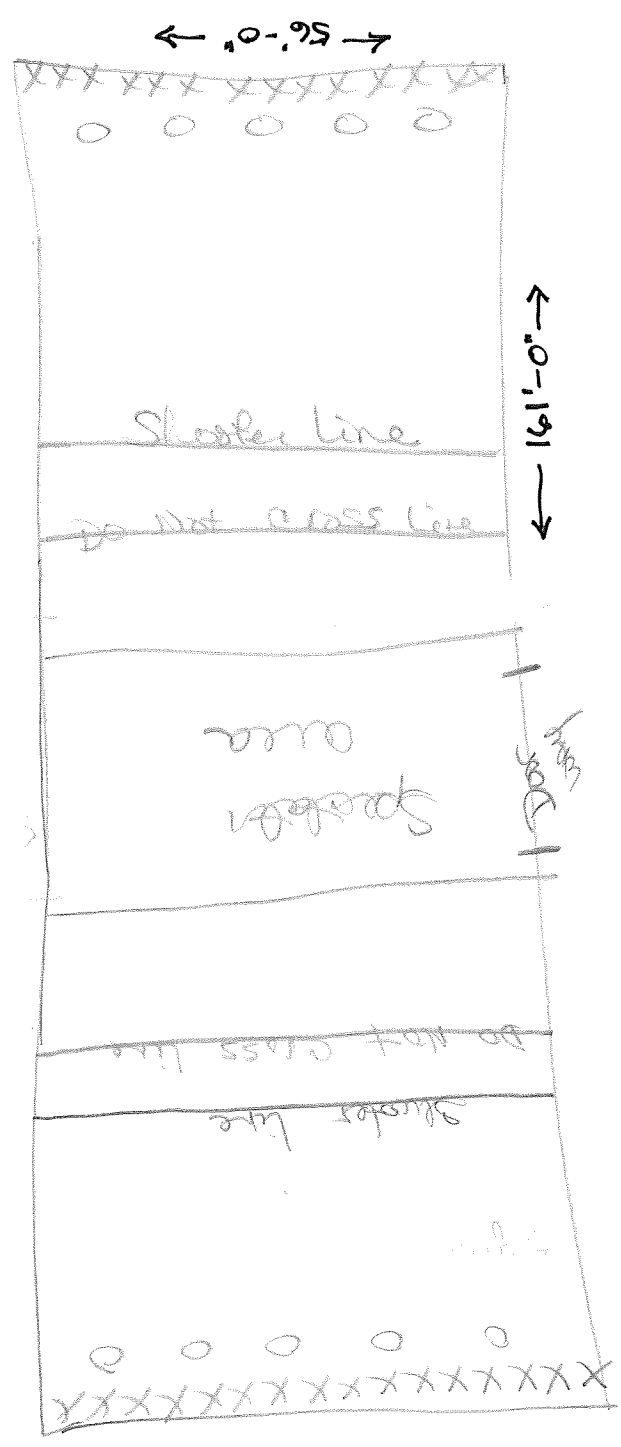 56'-0"
161'-0"
Shooter Line
Do Not Cross Line
Spectator
area
Door
Do Not Cross Line
Shooter Line